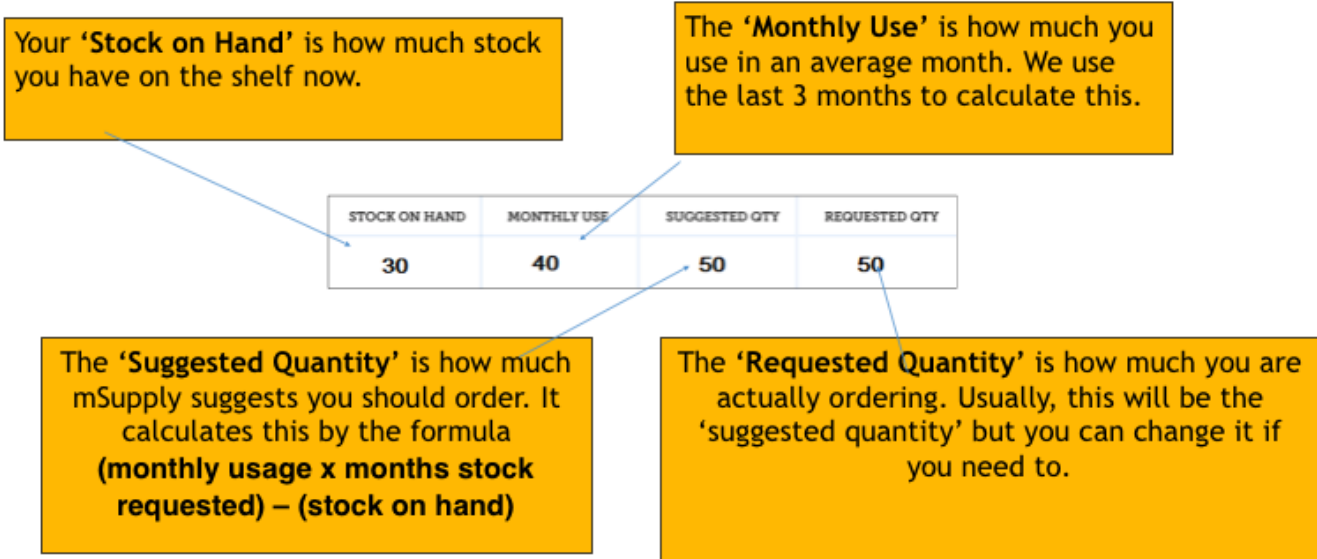 Your ‘Stock on Hand’ is how much stock
you have on the shelf now.
The ‘Monthly Use’ is how much you
use in an average month. We use
the last 3 months to calculate this.
STOCK ON HAND MONTHLY USE SUGGESTED QTY REQUESTED QTY
30 40 50 50
The ‘Suggested Quantity’ is how much
mSupply suggests you should order. It
calculates this by the formula
(monthly usage x months stock
requested) – (stock on hand)
The ‘Requested Quantity’ is how much you are
actually ordering. Usually, this will be the
‘suggested quantity’ but you can change it if
you need to.